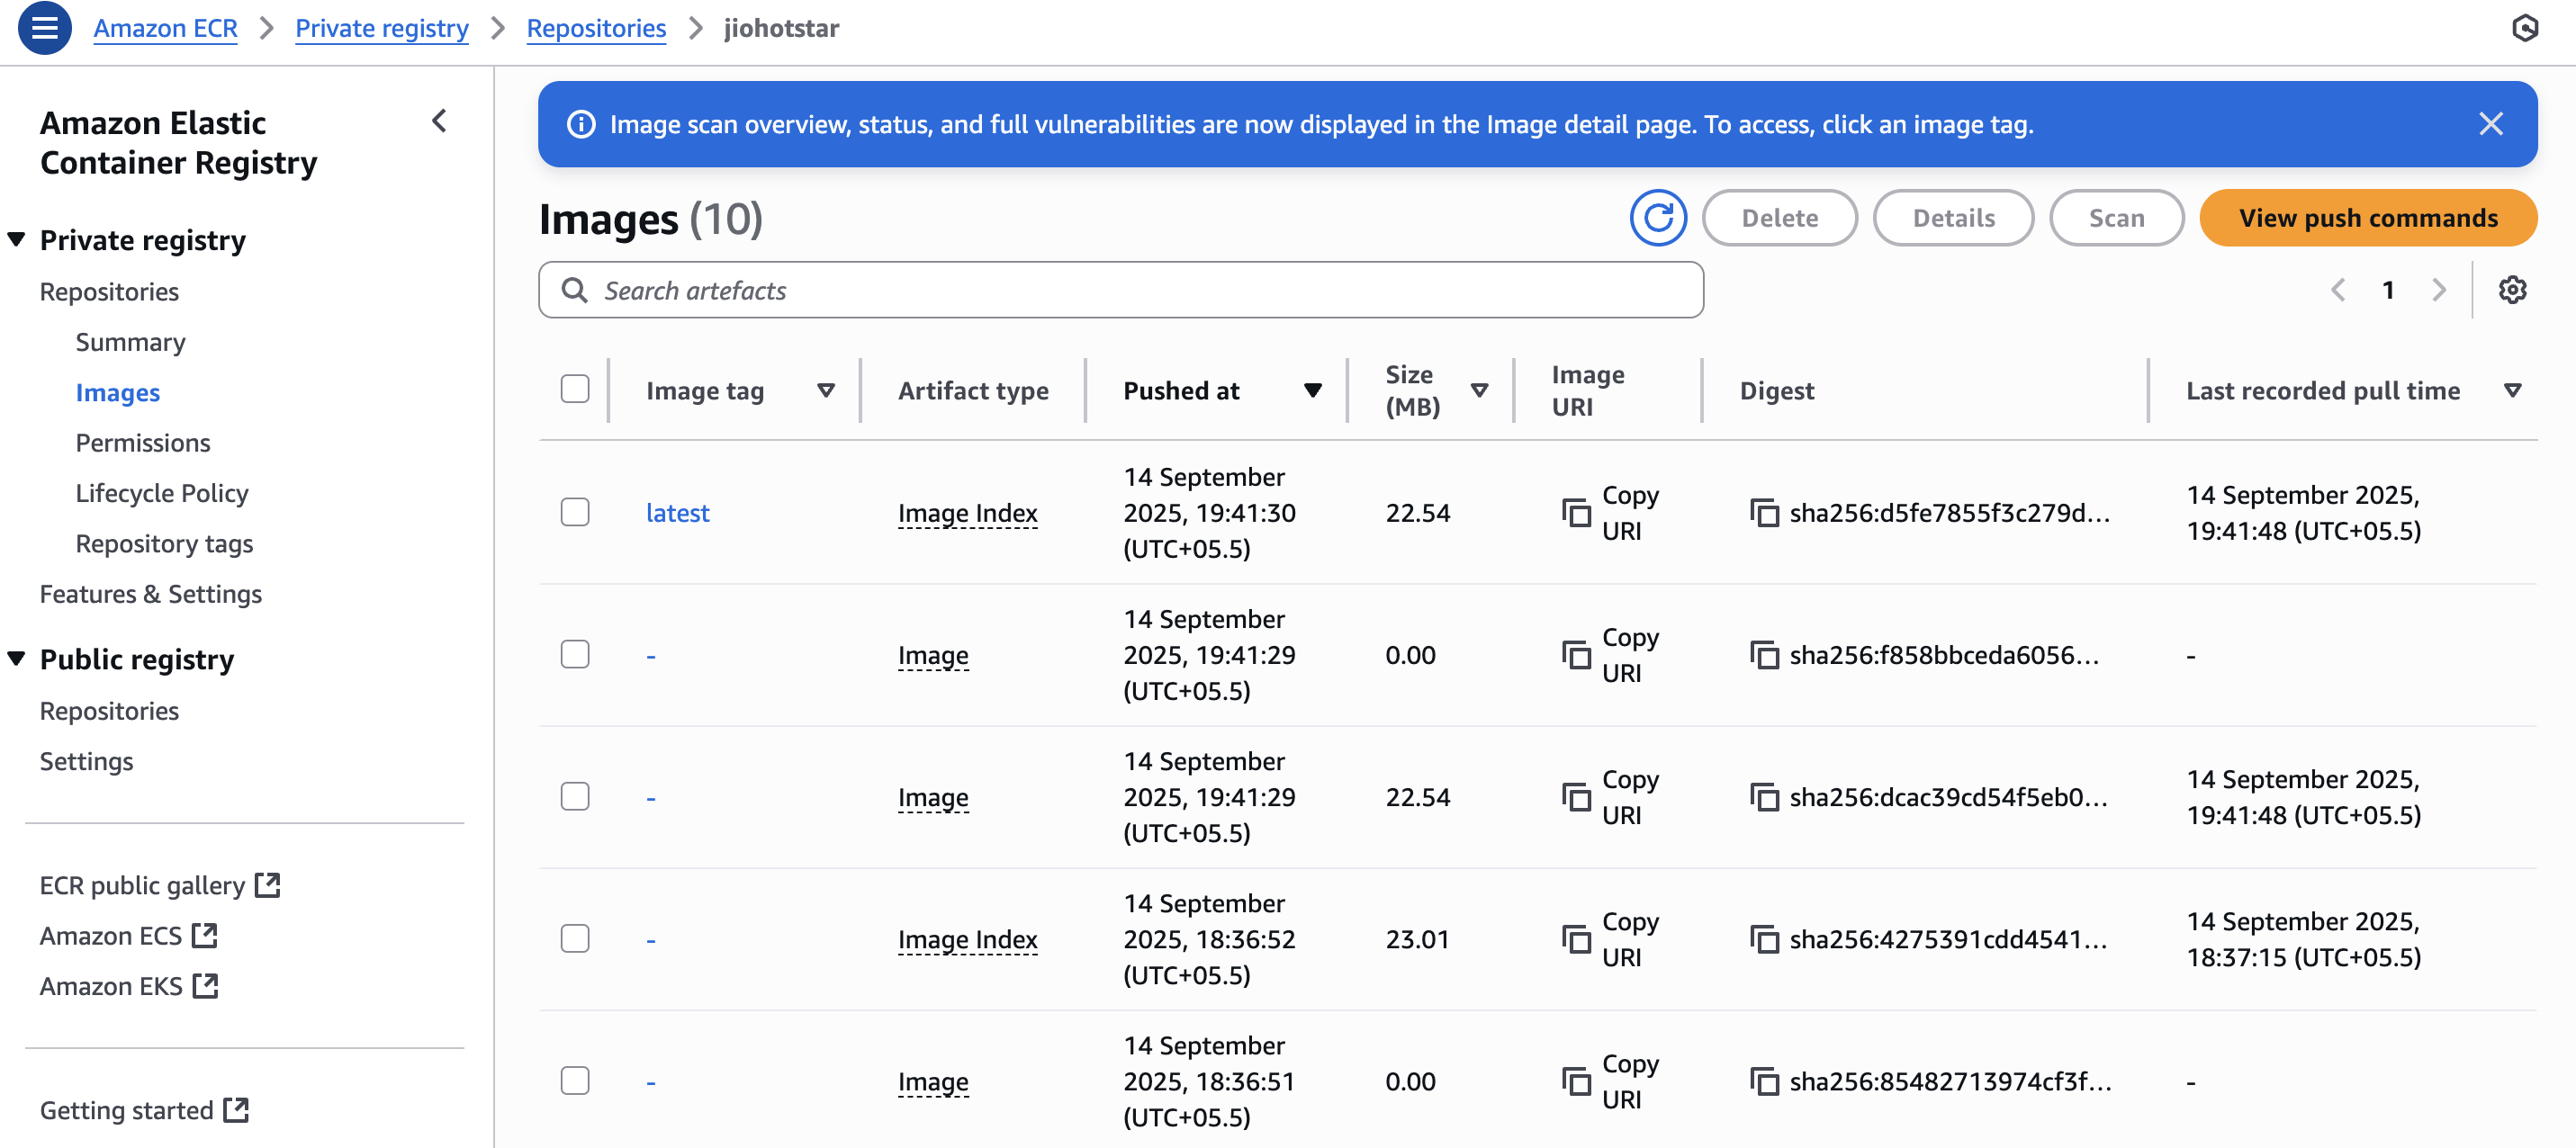 Amazon ECR > Private registry > Repositories > jiohotstar
Amazon Elastic
Container Registry
Private registry
Repositories
Summary
Images
Permissions
Lifecycle Policy
Repository tags
Features & Settings
Public registry
Repositories
Settings
ECR public gallery
Amazon ECS
Amazon EKS
Getting started
Image scan overview, status, and full vulnerabilities are now displayed in the Image detail page. To access, click an image tag.
Images (10)
Delete
Details
Scan
View push commands
Search artefacts
1
Image tag
Artifact type
Pushed at
Size
(MB)
Image
URI
Digest
Last recorded pull time
latest
Image Index
14 September
2025, 19:41:30
(UTC+05.5)
22.54
Copy
URI
sha256:d5fe7855f3c279d...
14 September 2025,
19:41:48 (UTC+05.5)
-
Image
14 September
2025, 19:41:29
(UTC+05.5)
0.00
Copy
URI
sha256:f858bbceda6056...
-
-
Image
14 September
2025, 19:41:29
(UTC+05.5)
22.54
Copy
URI
sha256:dcac39cd54f5eb0...
14 September 2025,
19:41:48 (UTC+05.5)
-
Image Index
14 September
2025, 18:36:52
(UTC+05.5)
23.01
Copy
URI
sha256:4275391cdd4541...
14 September 2025,
18:37:15 (UTC+05.5)
-
Image
14 September
2025, 18:36:51
(UTC+05.5)
0.00
Copy
URI
sha256:85482713974cf3f...
-